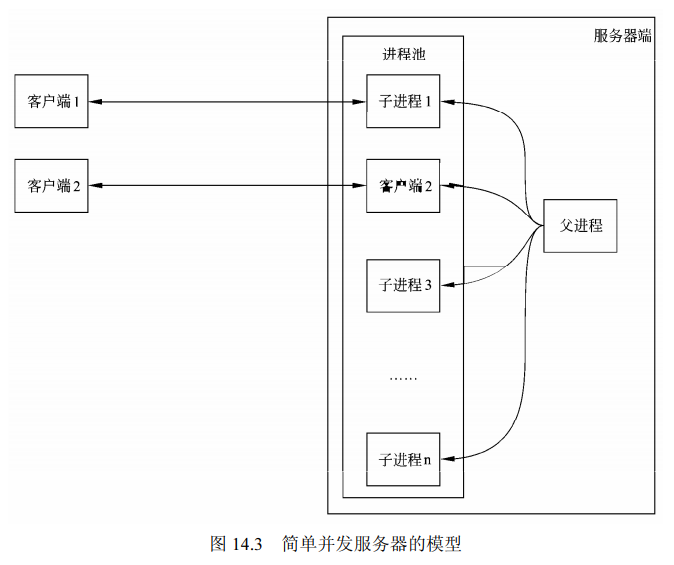 服务器端
进程池
客户端1
子进程1
客户端2
客户端2
父进程
子进程3
……
子进程n
图 14.3 简单并发服务器的模型